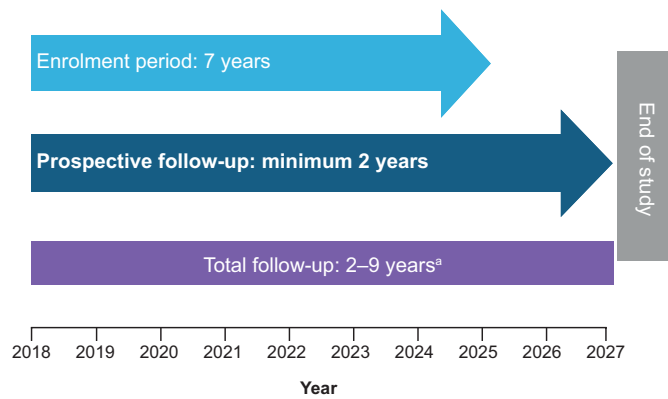 Enrolment period: 7 years
Prospective follow-up: minimum 2 years
Total follow-up: 2–9 yearsª
End of study
2018 2019 2020 2021 2022 2023 2024 2025 2026 2027
Year